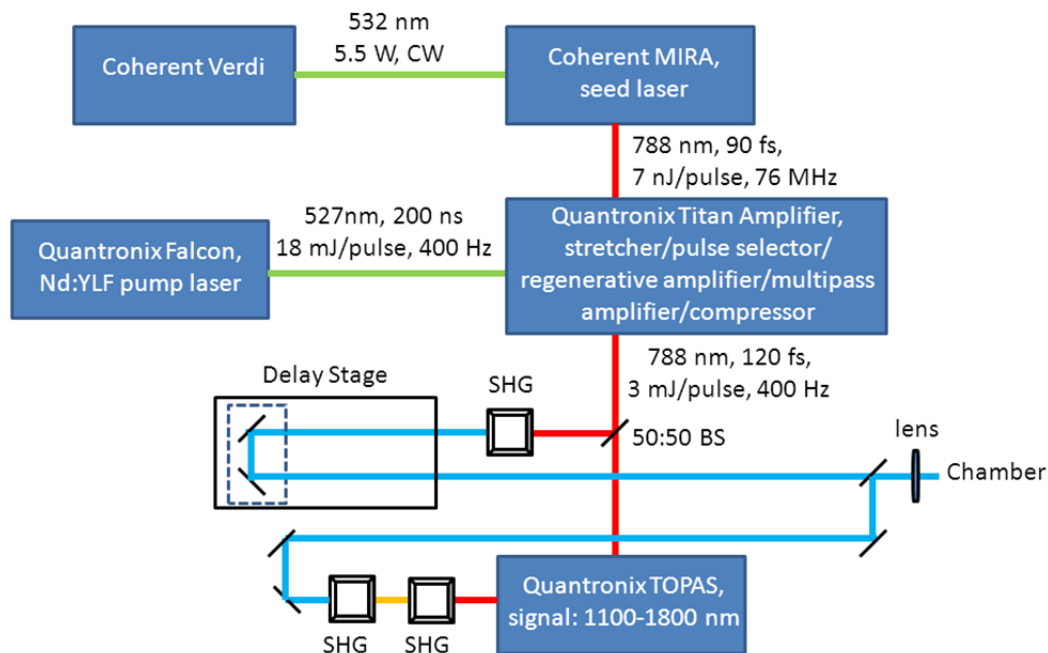 532 nm
5.5 W, CW
Coherent Verdi
Coherent MIRA,
seed laser
788 nm, 90 fs,
7 nJ/pulse, 76 MHz
527nm, 200 ns
18 mJ/pulse, 400 Hz
Quantronix Falcon,
Nd:YLF pump laser
Quantronix Titan Amplifier,
stretcher/pulse selector/
regenerative amplifier/multipass
amplifier/compressor
788 nm, 120 fs,
3 mJ/pulse, 400 Hz
Delay Stage
SHG
50:50 BS
lens
Chamber
Quantronix TOPAS,
signal: 1100-1800 nm
SHG
SHG